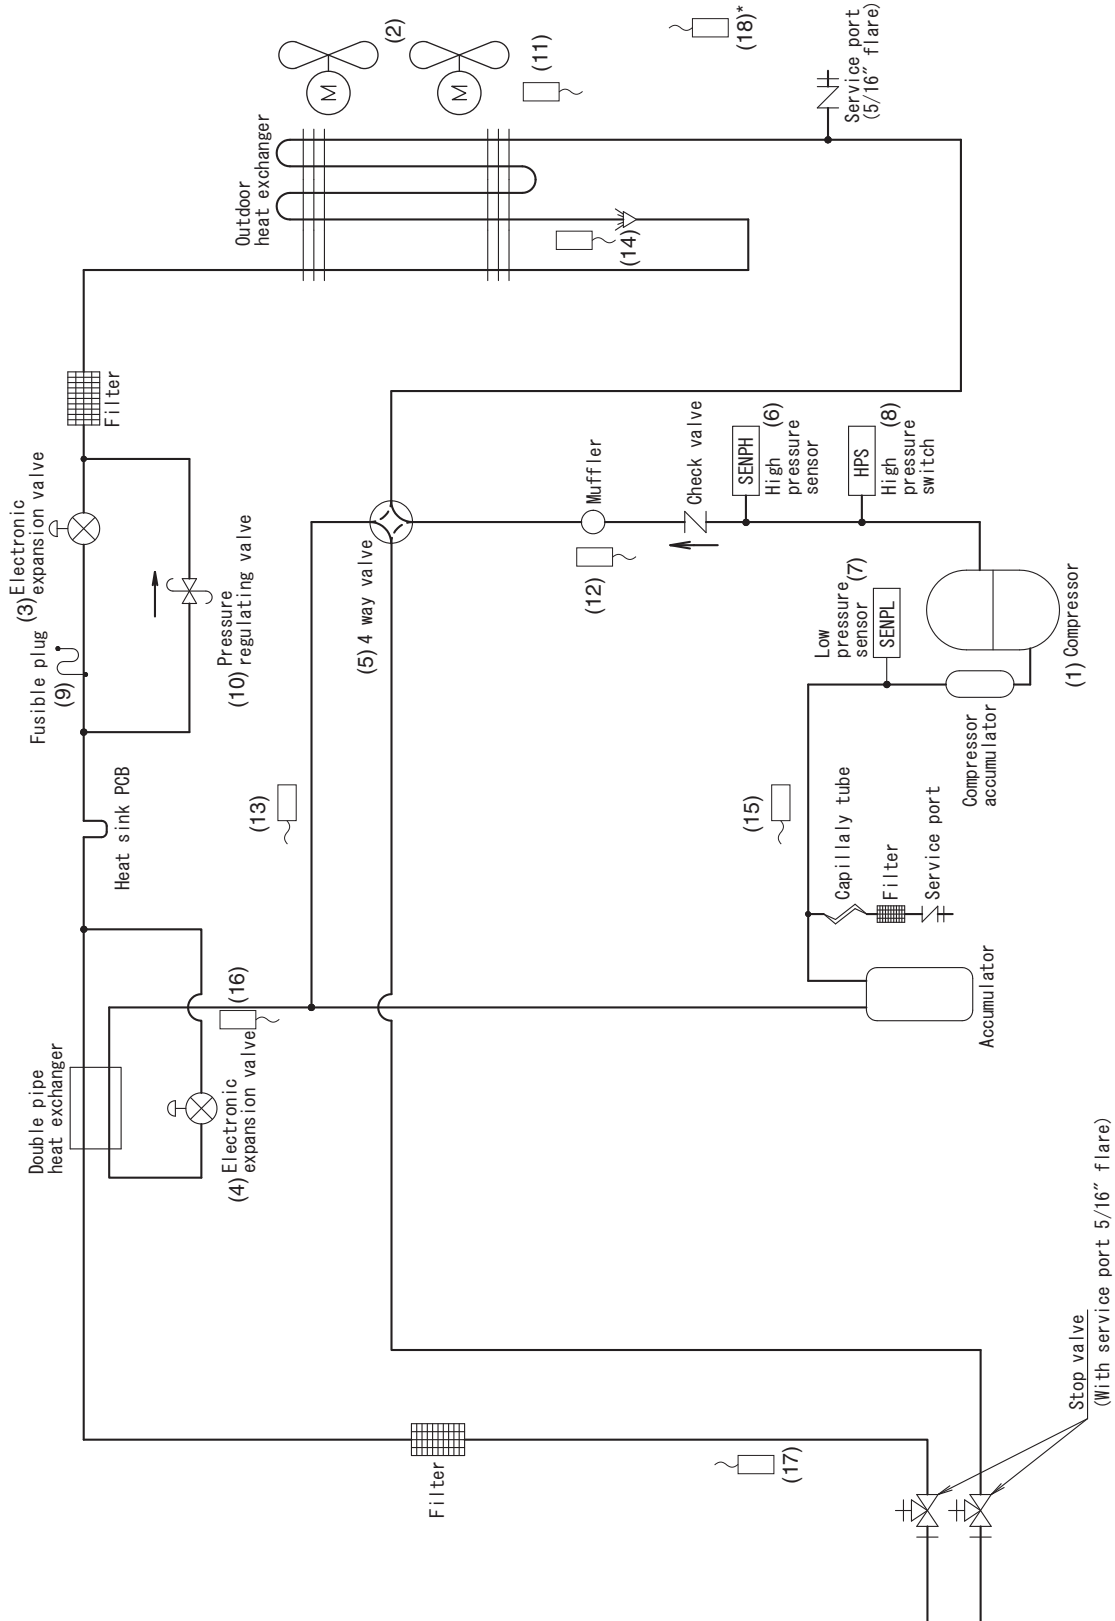 Outdoor
heat exchanger
M
M
(2)
(11)
(18)*
Service port
(5/16″ flare)
(14)
Filter
(3) Electronic
expansion valve
Fusible plug
(9)
Pressure
(10) regulating valve
Heat sink PCB
(5) 4 way valve
Muffler
(12)
Check valve
SENPH
(6)
High
pressure
sensor
HPS
(8)
High
pressure
switch
Low
pressure
sensor
(7)
SENPL
(1) Compressor
Compressor
accumulator
(13)
(15)
Capillaly tube
Filter
Service port
Accumulator
(16)
Double pipe
heat exchanger
(4) Electronic
expansion valve
Filter
(17)
Stop valve
(With service port 5/16″ flare)